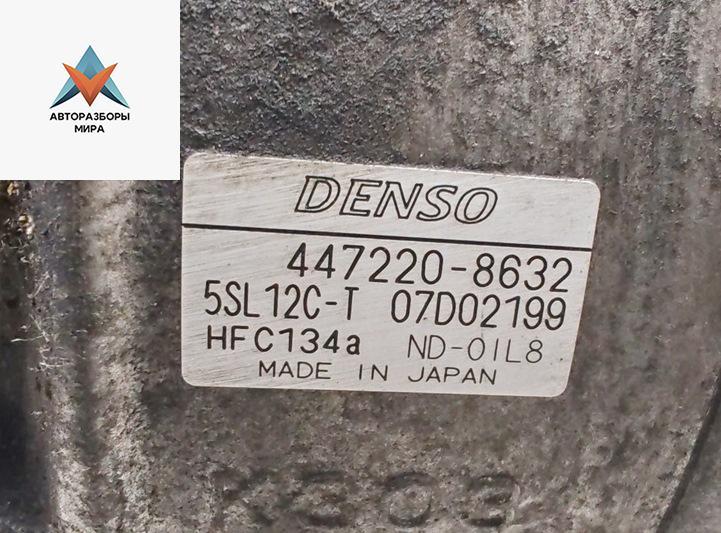 АВТОРАЗБОРЫ
МИРА
DENSO
447220-8632
5SL12C-T 07D02199
HFC134a ND-OIL8
MADE IN JAPAN